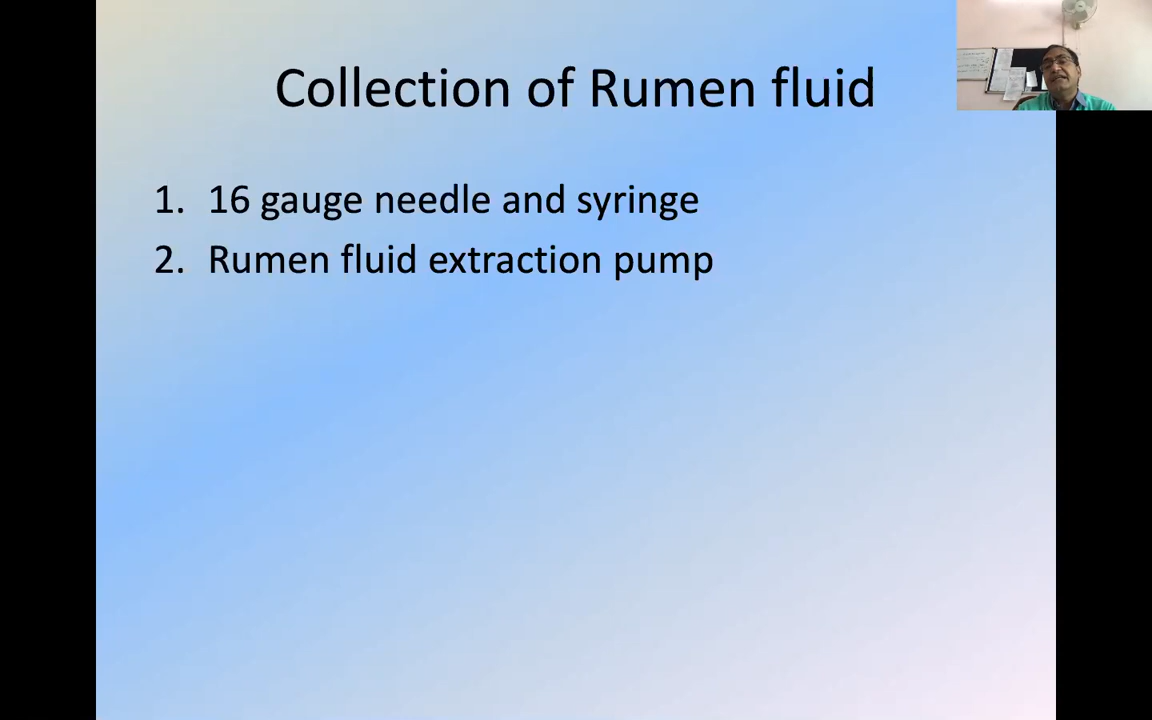 Collection of Rumen fluid
1. 16 gauge needle and syringe
2. Rumen fluid extraction pump